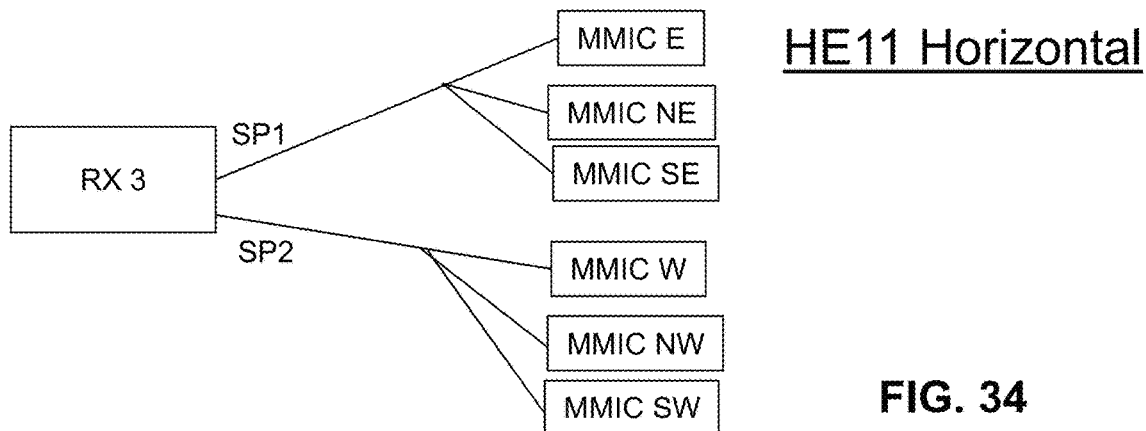 MMIC E
HE11 Horizontal
MMIC NE
SP1
MMIC SE
RX 3
SP2
MMIC W
MMIC NW
MMIC SW
FIG. 34